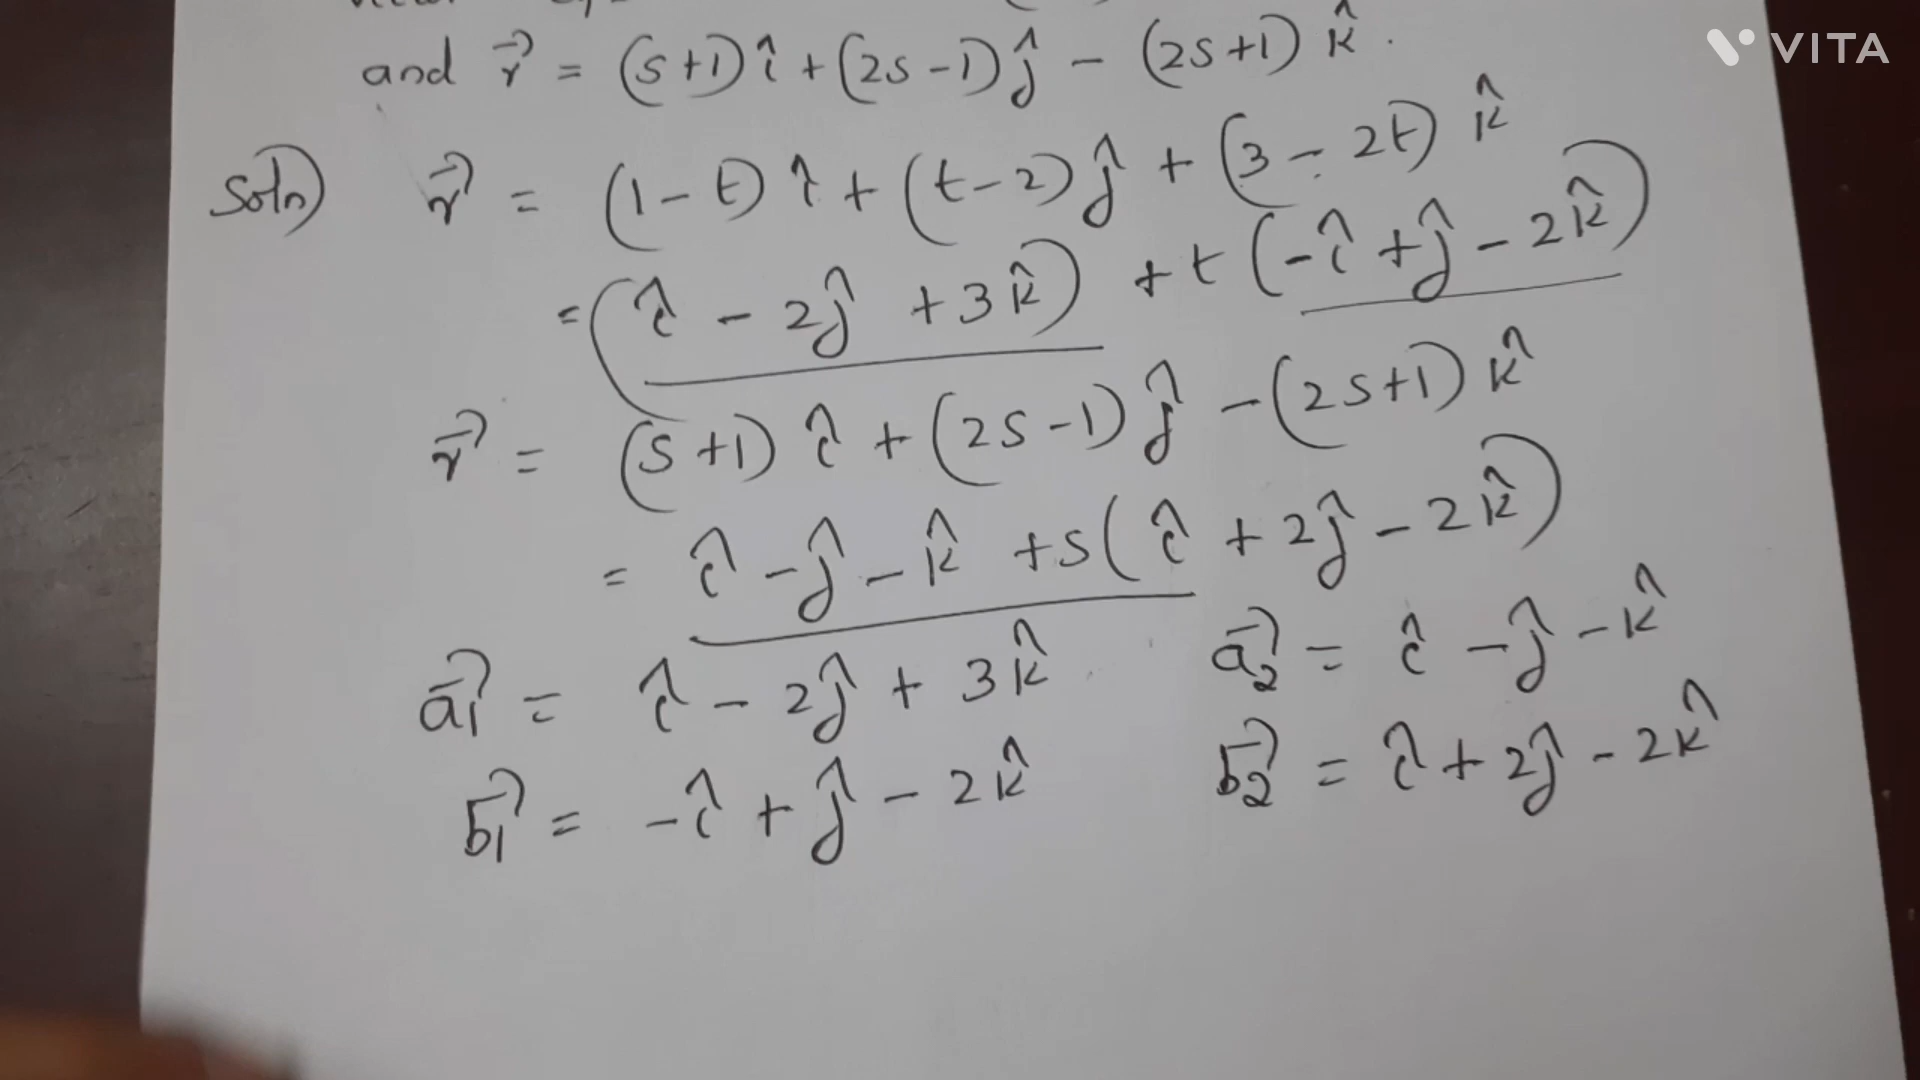 and r⃗ = (s+1)î + (2s-1)ĵ - (2s+1) k̂.
VITA
Soln) r⃗ = (1-t) î + (t-2)ĵ + (3-2t) k̂
= (î - 2ĵ + 3k̂) + t (-î + ĵ - 2k̂)
r⃗ = (s+1) î + (2s-1) ĵ - (2s+1) k̂
= î - ĵ - k̂ + s( î + 2ĵ - 2k̂)
a⃗₁ = î - 2ĵ + 3k̂ a⃗₂ = î - ĵ - k̂
b⃗₁ = -î + ĵ - 2k̂ b⃗₂ = î + 2ĵ - 2k̂